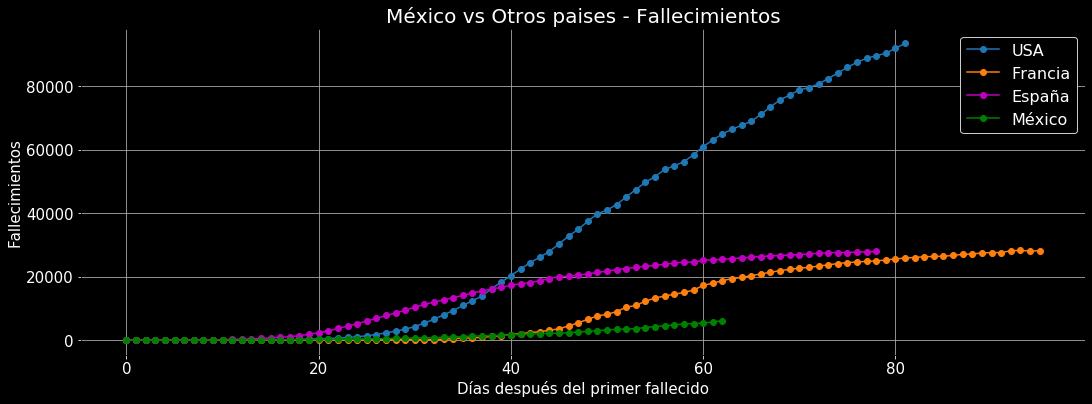 México vs Otros paises - Fallecimientos
USA
Francia
España
México
Fallecimientos
80000
60000
40000
20000
0
0
20
40
60
80
Días después del primer fallecido